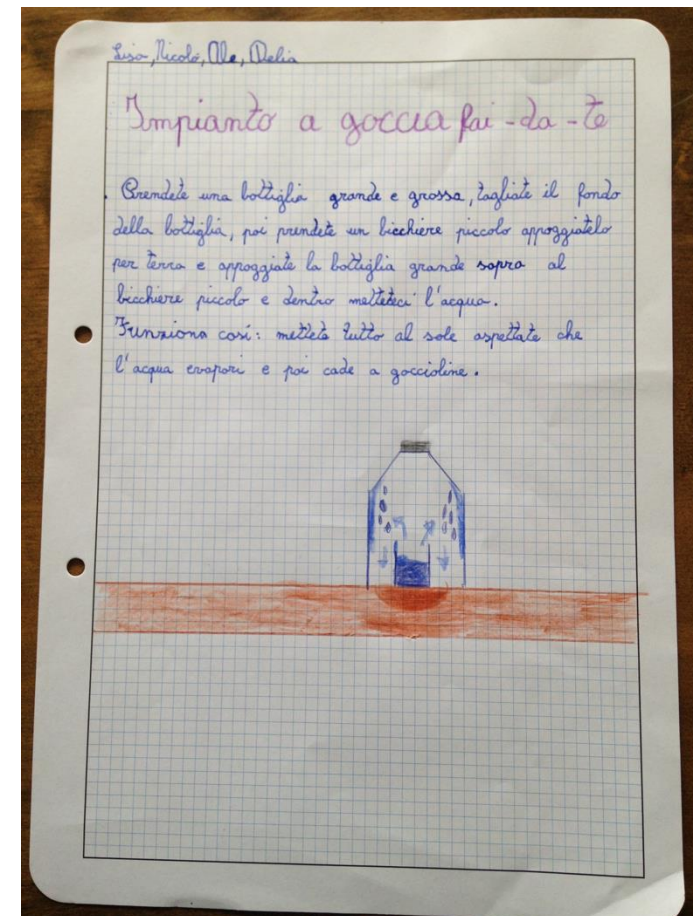 Lisa, Nicolò, Ale, Delia
Impianto a goccia fai-da-te
Prendete una bottiglia grande e grossa, tagliate il fondo
della bottiglia, poi prendete un bicchiere piccolo appoggiatelo
per terra e appoggiate la bottiglia grande sopra al
bicchiere piccolo e dentro metteteci l'acqua.
Funziona così: mettete tutto al sole aspettate che
l'acqua evapori e poi cade a goccioline.